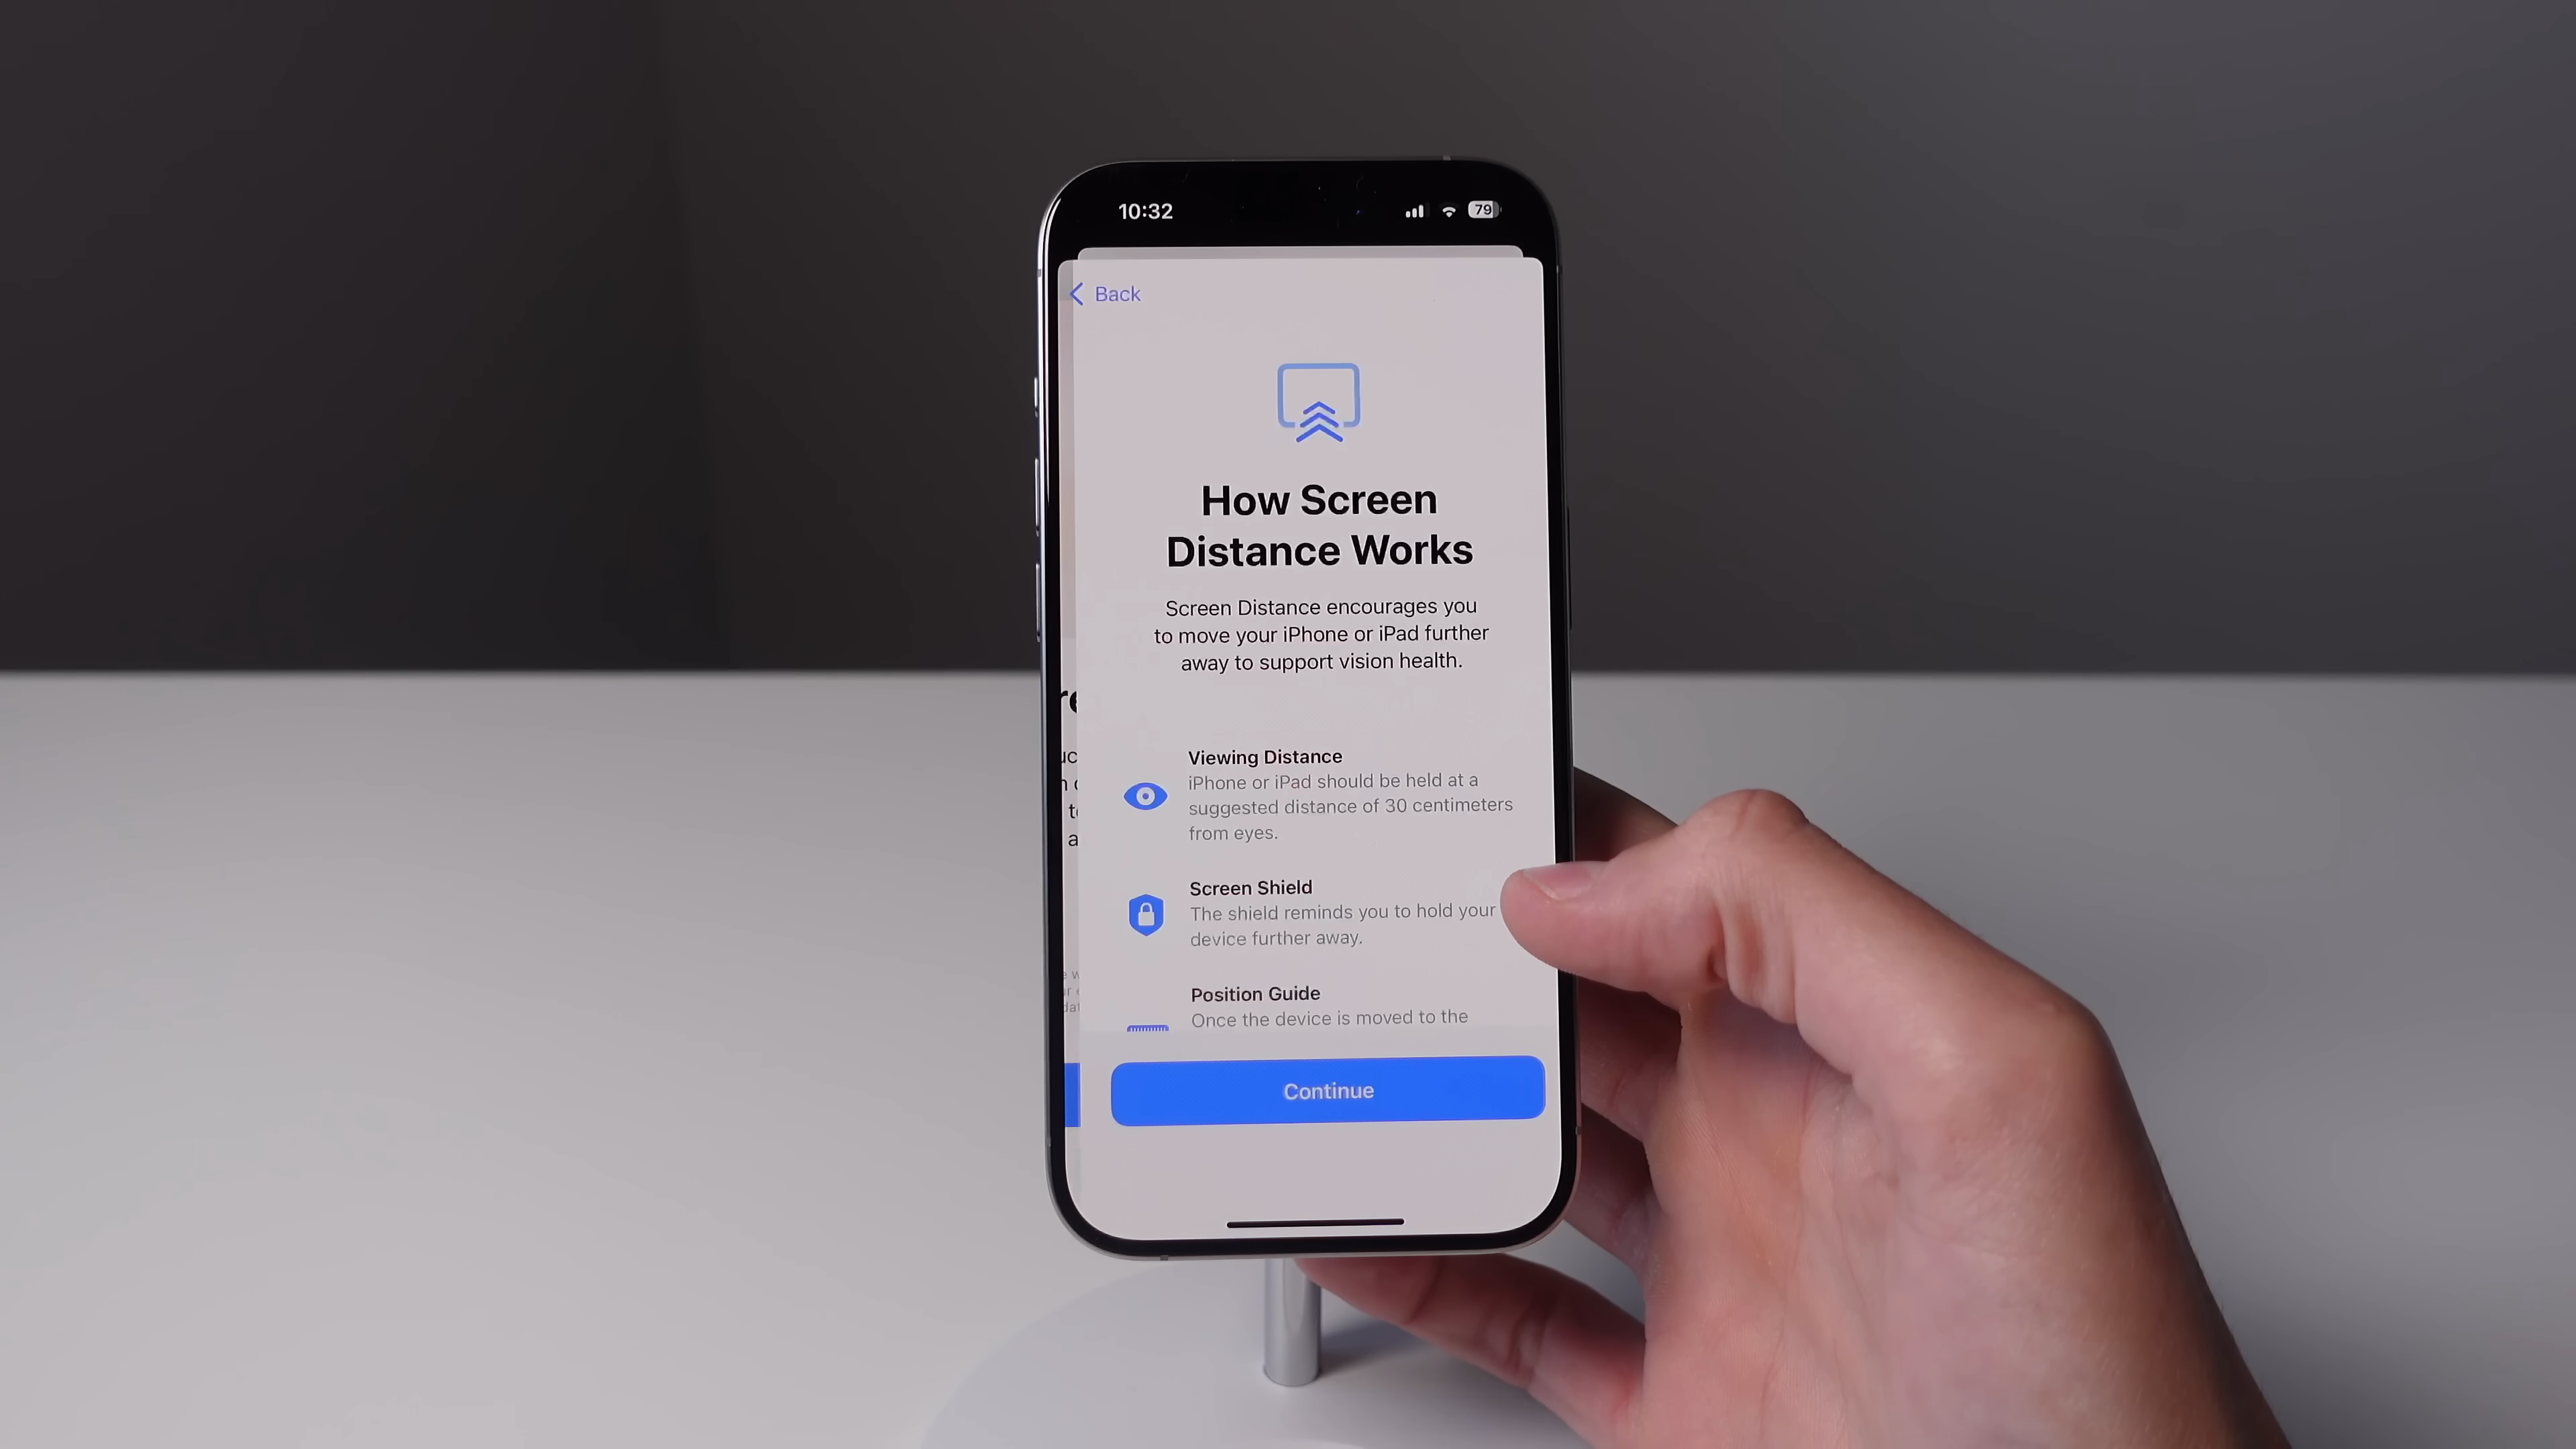 10:32
79
Back
How Screen
Distance Works
Screen Distance encourages you
to move your iPhone or iPad further
away to support vision health.
Viewing Distance
iPhone or iPad should be held at a
suggested distance of 30 centimeters
from eyes.
Screen Shield
The shield reminds you to hold your
device further away.
Position Guide
Once the device is moved to the
Continue